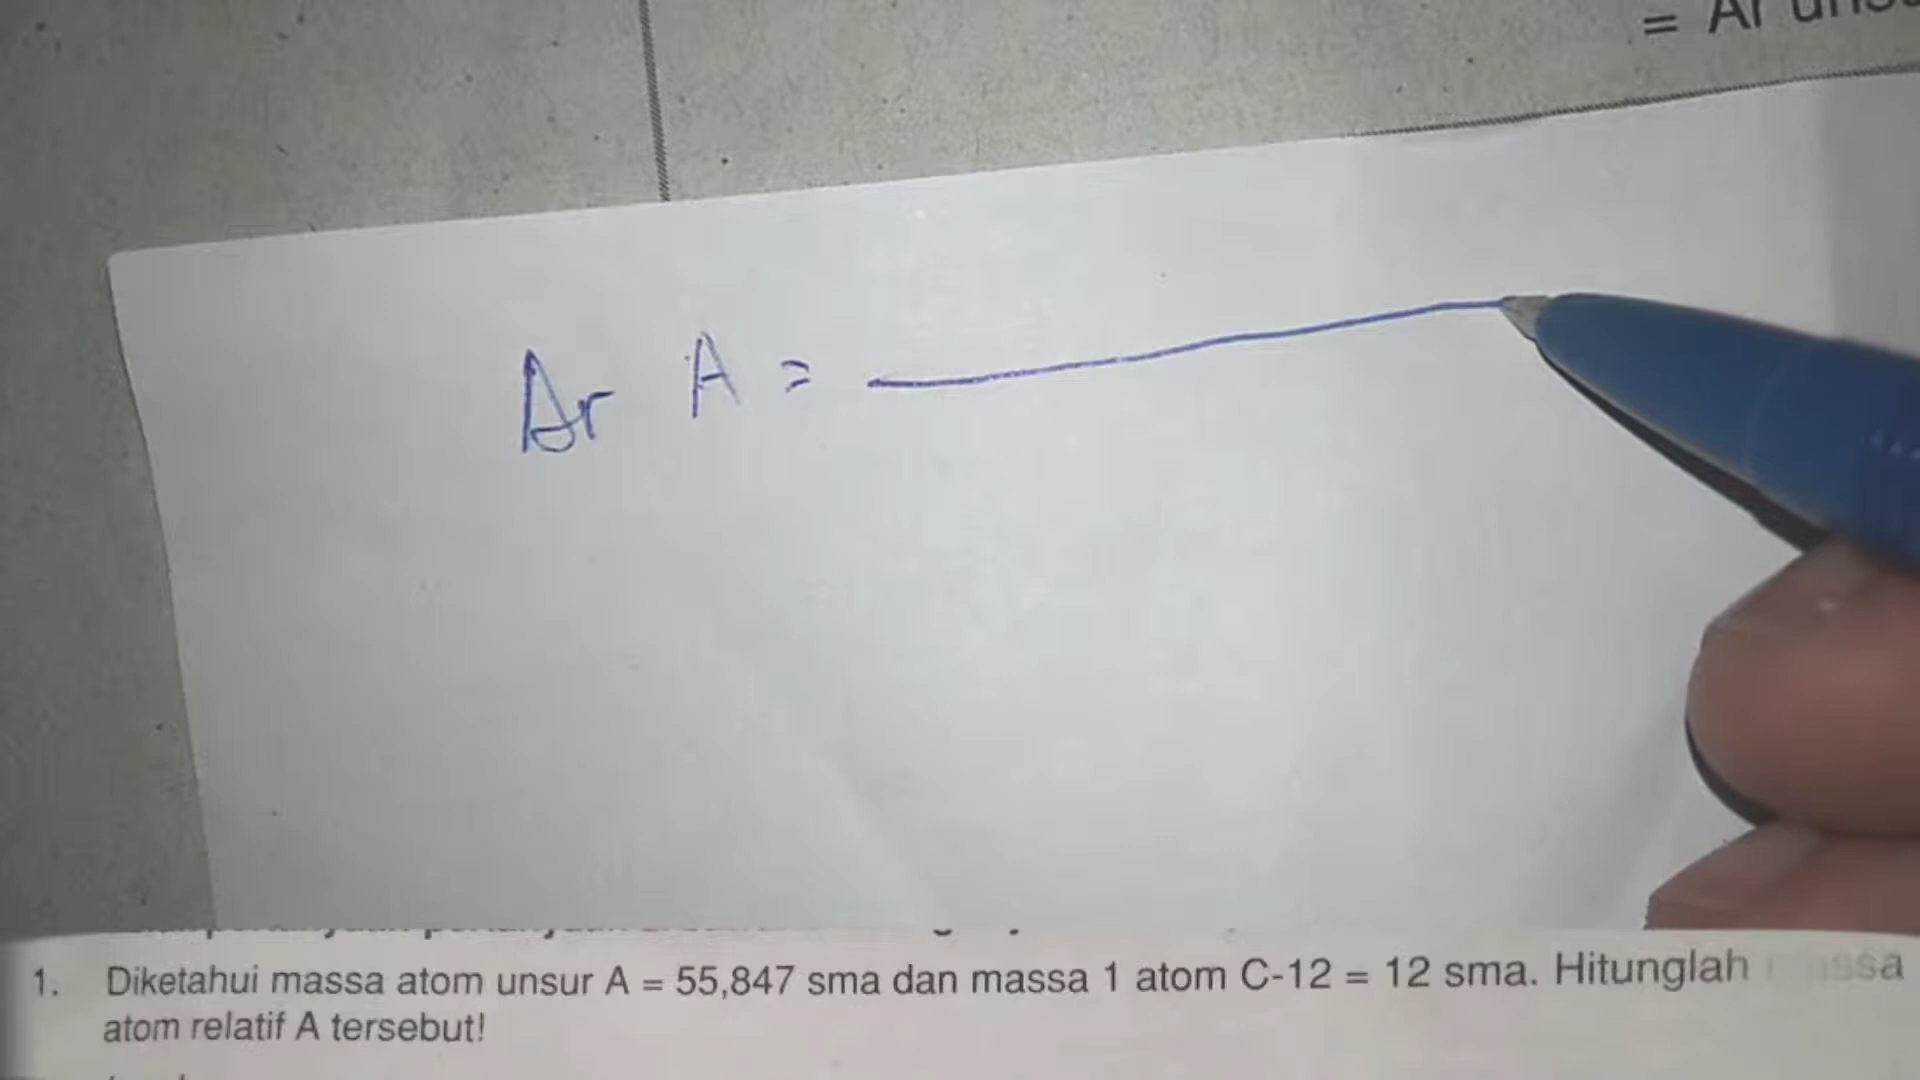 = Ar
Ar A =
1. Diketahui massa atom unsur A = 55,847 sma dan massa 1 atom C-12 = 12 sma. Hitunglah massa
atom relatif A tersebut!